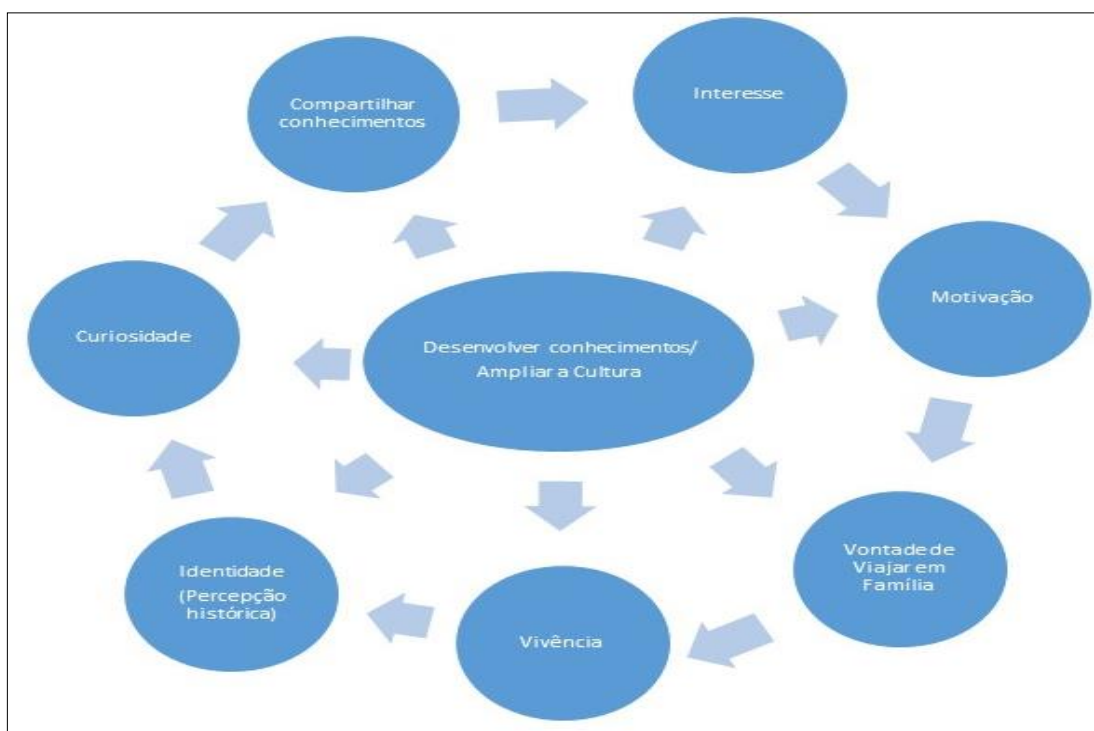 Compartilhar
conhecimentos
Interesse
Motivação
Curiosidade
Desenvolver conhecimentos/
Ampliar a Cultura
Vontade de
Viajar em
Família
Identidade
(Percepção
histórica)
Vivência